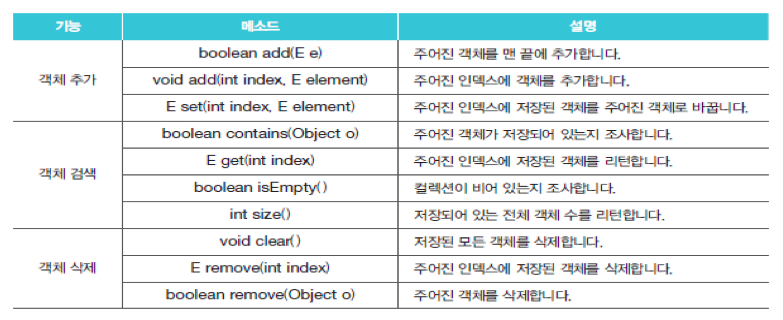 가능 메소드 설명
객체 추가 boolean add(E e) 주어진 객체를 맨 끝에 추가합니다.
void add(int index, E element) 주어진 인덱스에 객체를 추가합니다.
E set(int index, E element) 주어진 인덱스에 저장된 객체를 주어진 객체로 바꿉니다.
객체 검색 boolean contains(Object o) 주어진 객체가 저장되어 있는지 조사합니다.
E get(int index) 주어진 인덱스에 저장된 객체를 리턴합니다.
boolean isEmpty() 컬렉션이 비어 있는지 조사합니다.
int size() 저장되어 있는 전체 객체 수를 리턴합니다.
객체 삭제 void clear() 저장된 모든 객체를 삭제합니다.
E remove(int index) 주어진 인덱스에 저장된 객체를 삭제합니다.
boolean remove(Object o) 주어진 객체를 삭제합니다.